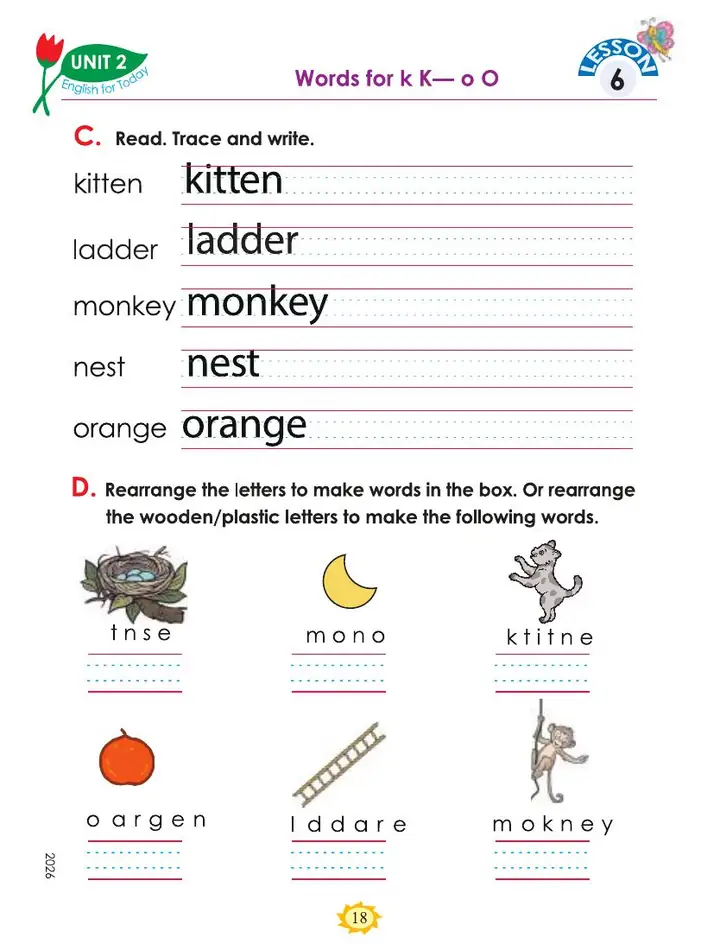 UNIT 2
English for Today
Words for k K— o O
LESSON
6
C. Read. Trace and write.
kitten kitten
ladder ladder
monkey monkey
nest nest
orange orange
D. Rearrange the letters to make words in the box. Or rearrange
the wooden/plastic letters to make the following words.
t n s e
m o n o
k t i t n e
o a r g e n
l d d a r e
m o k n e y
2026
18